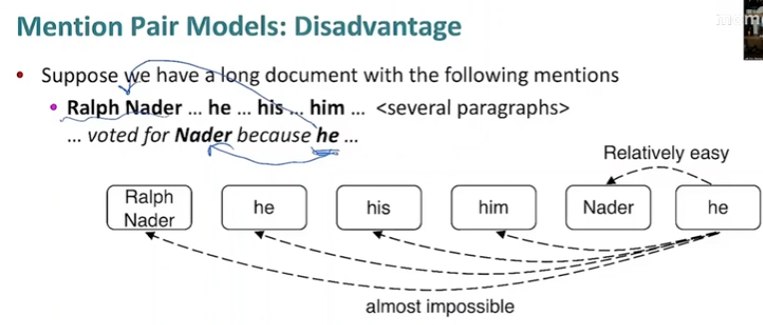 Mention Pair Models: Disadvantage
• Suppose we have a long document with the following mentions
• Ralph Nader ... he ... his ... him ... <several paragraphs>
... voted for Nader because he ...
Relatively easy
Ralph
Nader
he
his
him
Nader
he
almost impossible